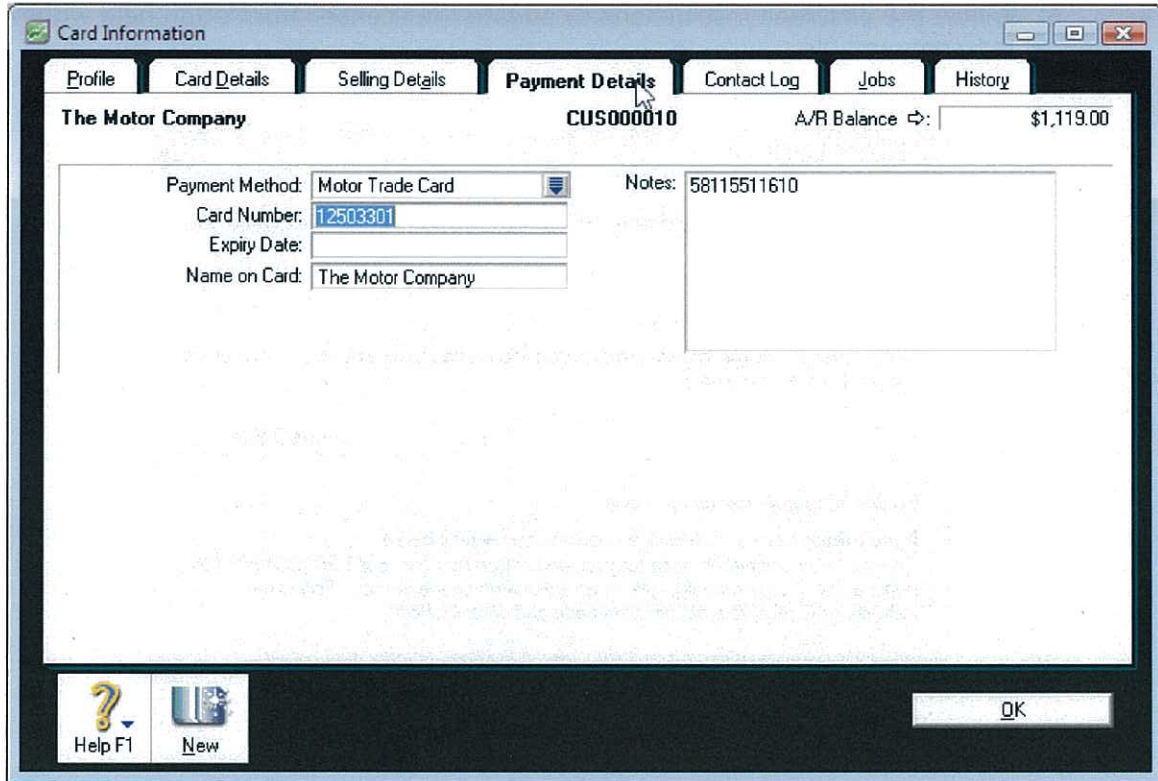 Card Information
Profile Card Details Selling Details Payment Details Contact Log Jobs History
The Motor Company CUS000010 A/R Balance ⇨: $1,119.00
Payment Method: Motor Trade Card Notes: 58115511610
Card Number: 12503301
Expiry Date:
Name on Card: The Motor Company
Help F1 New OK